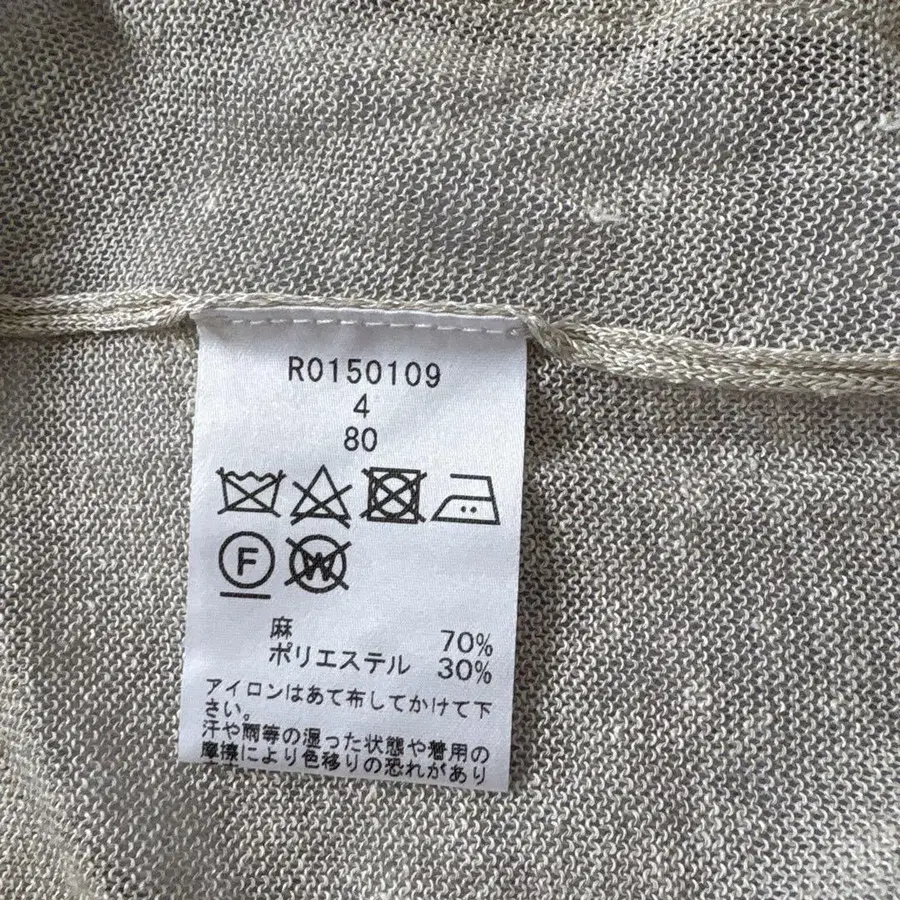 R0150109
4
80
F
W
麻 70%
ポリエステル 30%
アイロンはあて布してかけて下
さい。
汗や雨等の湿った状態や着用の
摩擦により色移りの恐れがあり